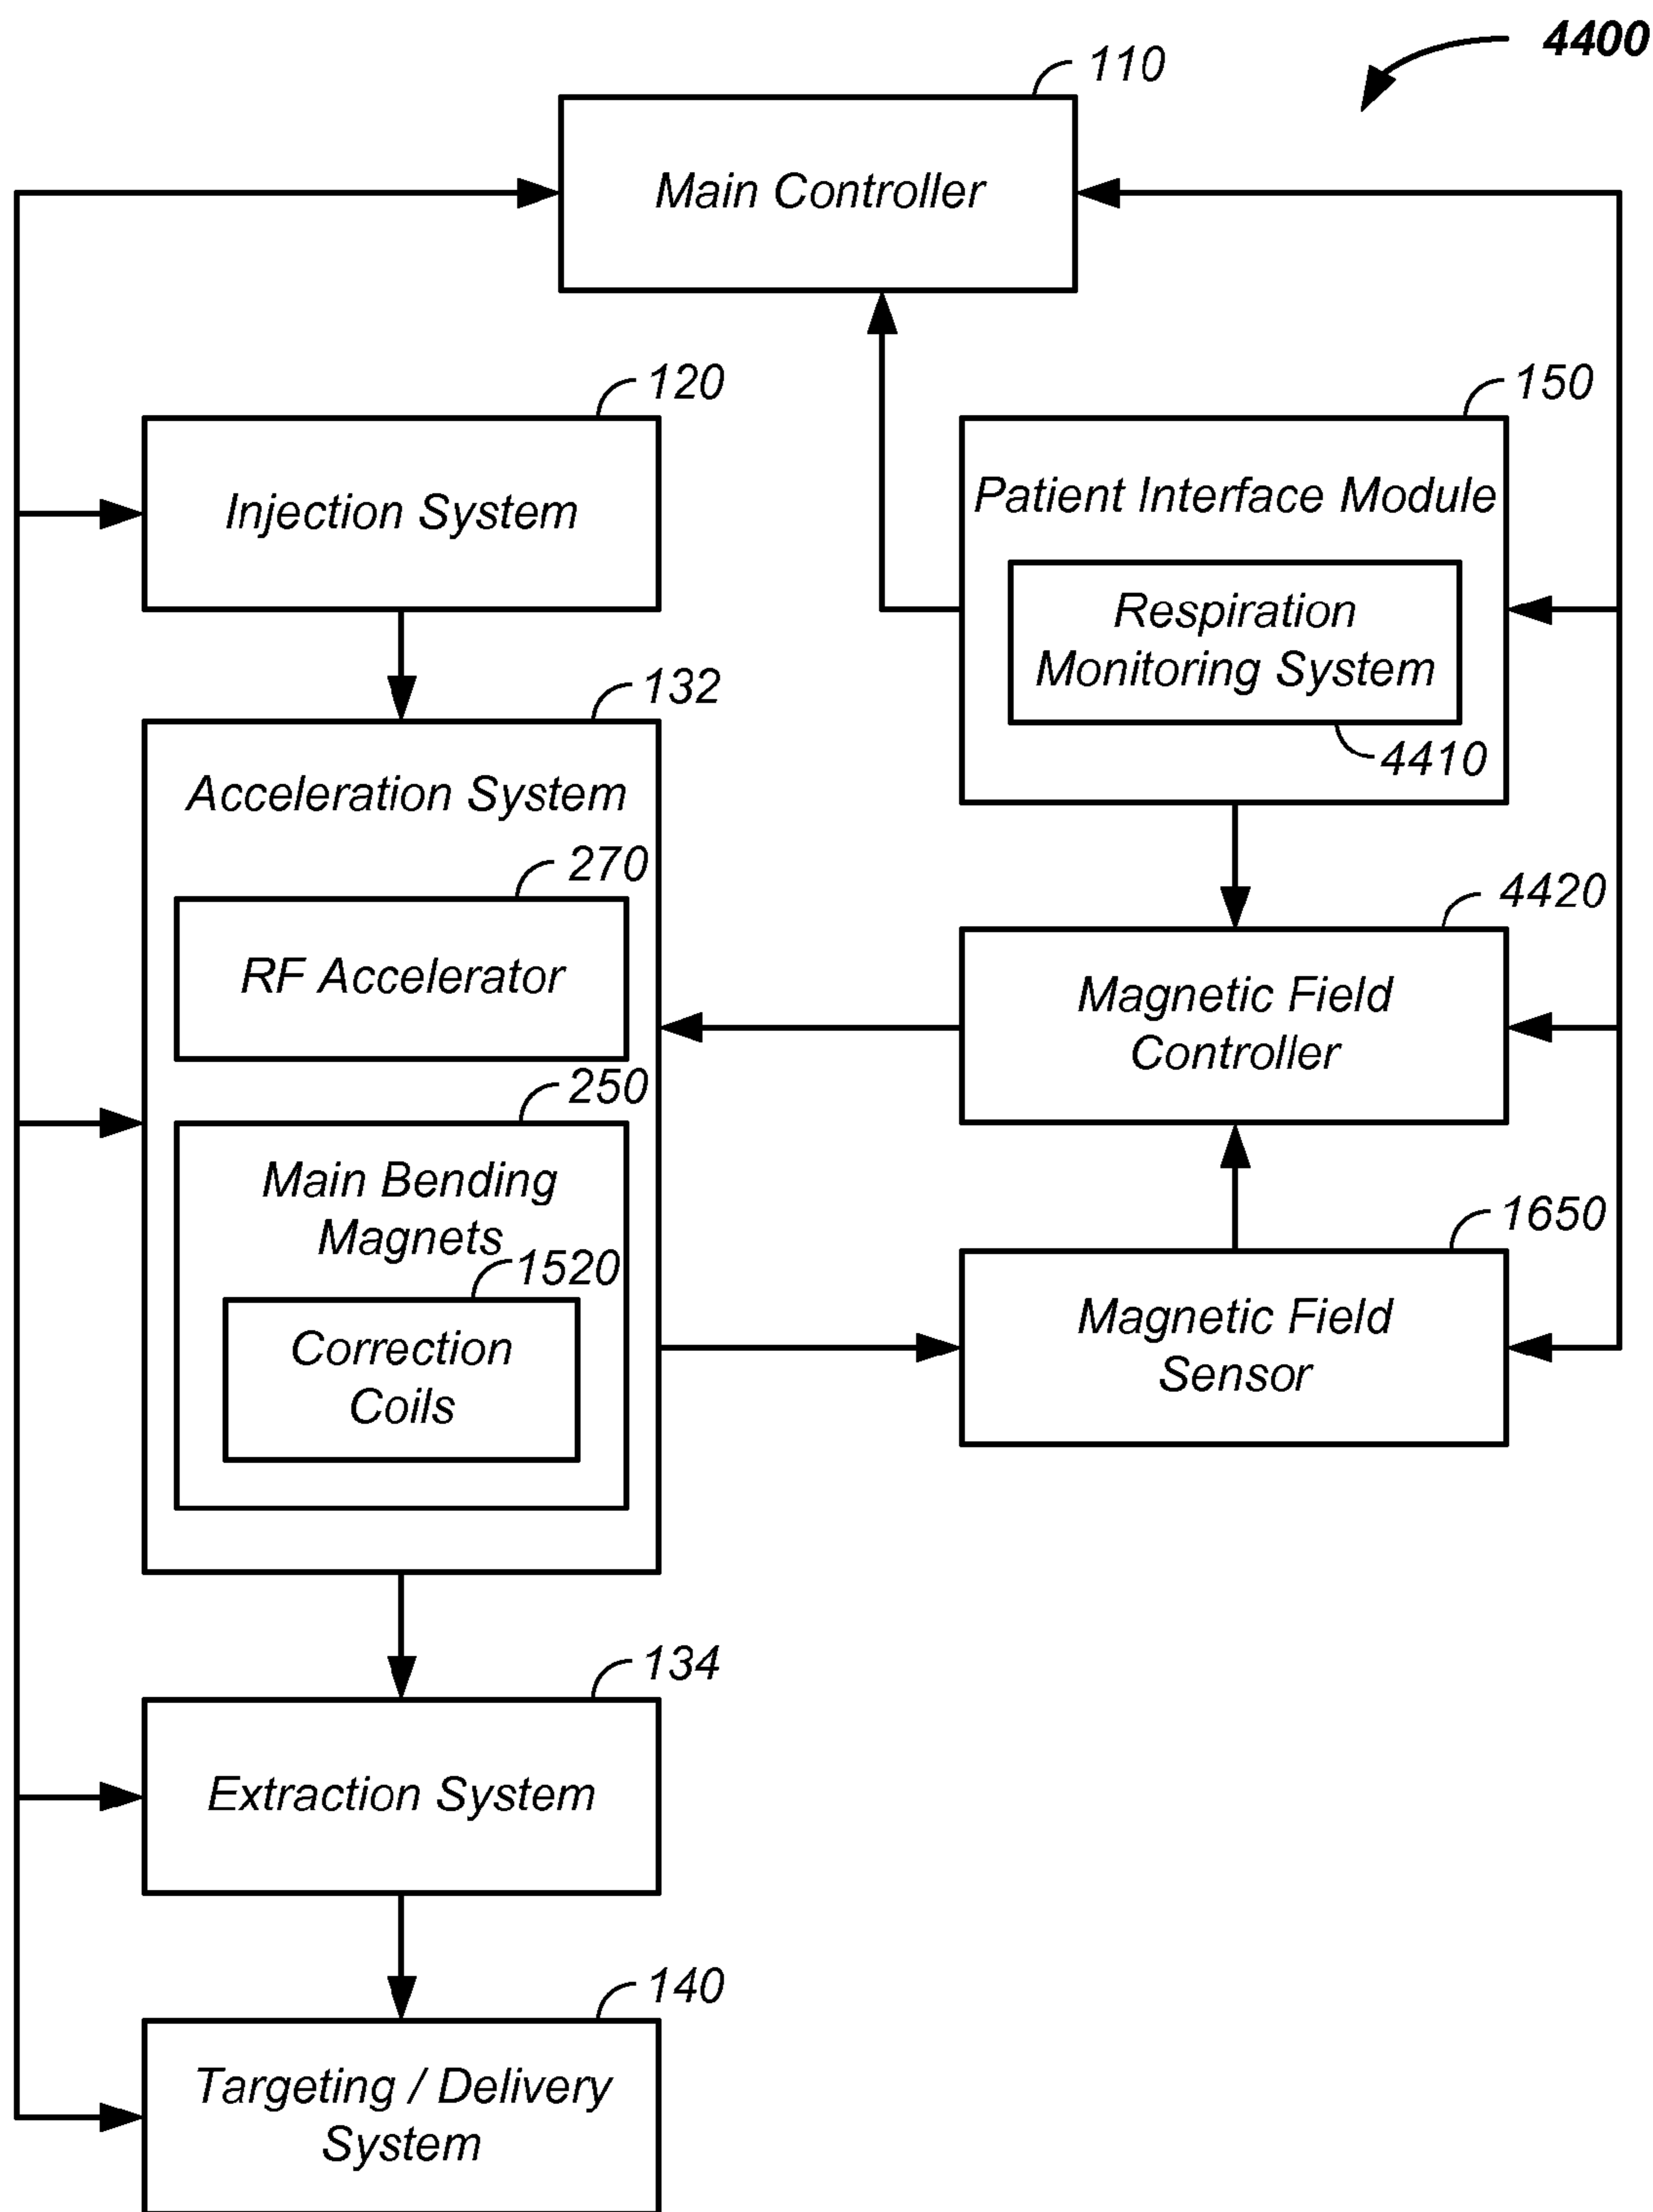 4400
110
Main Controller
120
Injection System
150
Patient Interface Module
Respiration
Monitoring System
4410
132
Acceleration System
270
RF Accelerator
250
Main Bending
Magnets
1520
Correction
Coils
4420
Magnetic Field
Controller
1650
Magnetic Field
Sensor
134
Extraction System
140
Targeting / Delivery
System